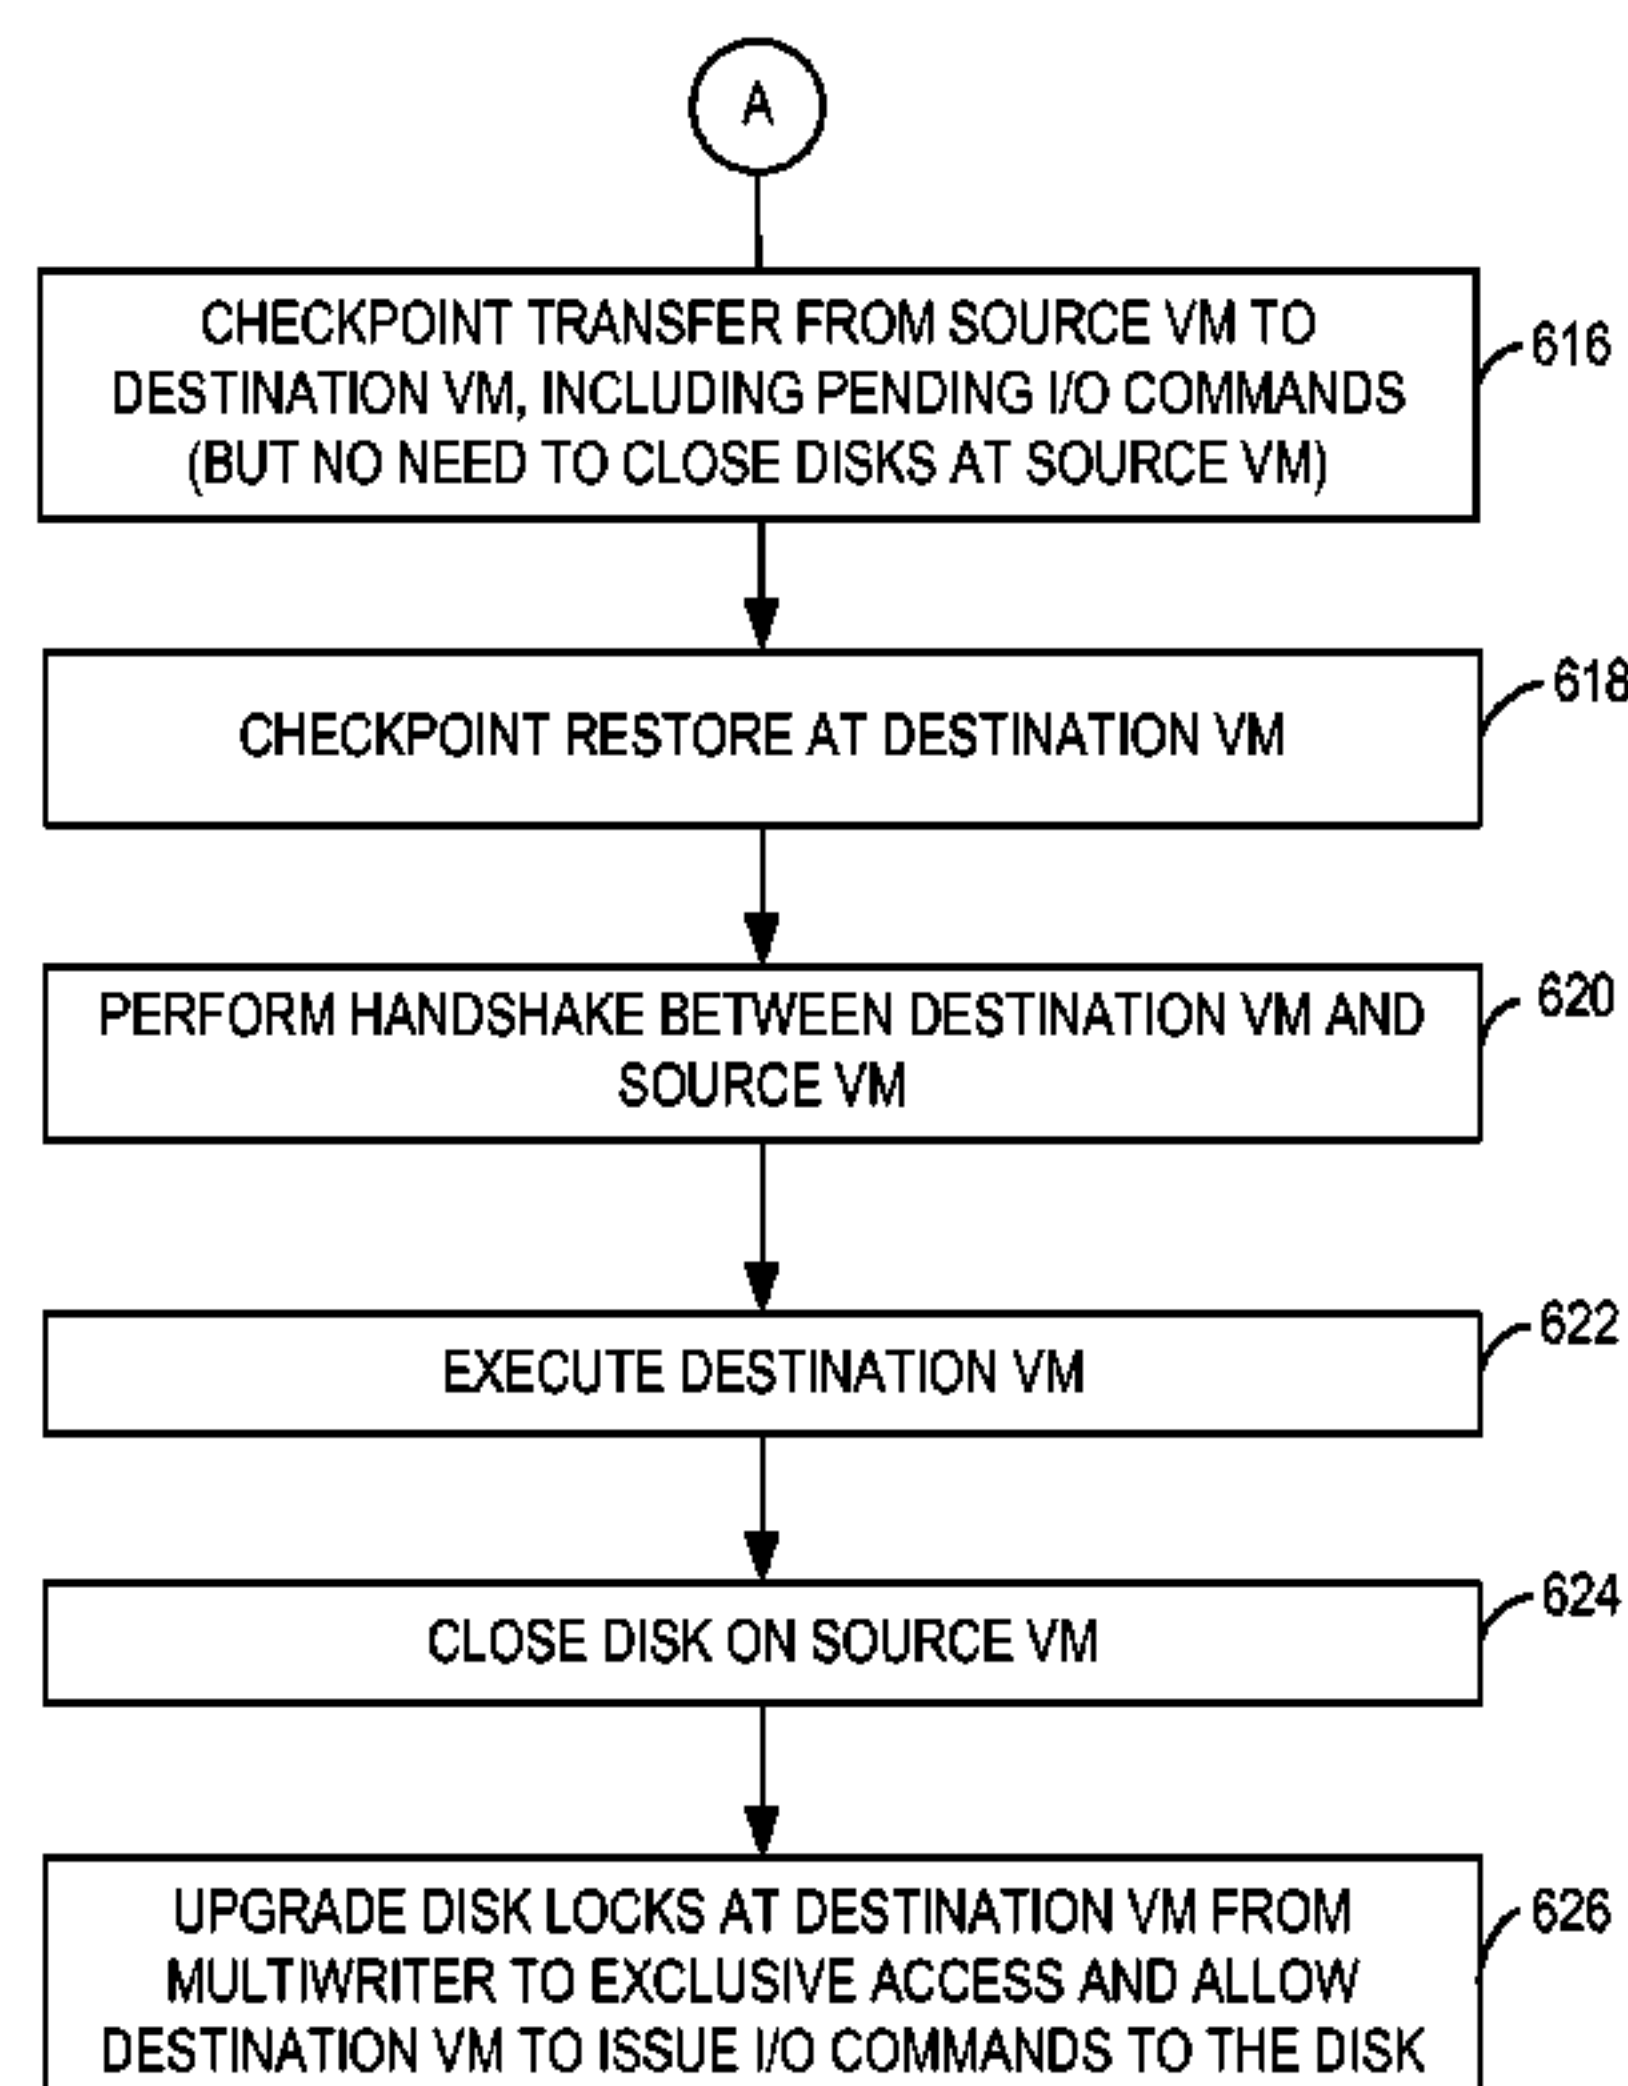 A
CHECKPOINT TRANSFER FROM SOURCE VM TO
DESTINATION VM, INCLUDING PENDING I/O COMMANDS
(BUT NO NEED TO CLOSE DISKS AT SOURCE VM)
616
CHECKPOINT RESTORE AT DESTINATION VM
618
PERFORM HANDSHAKE BETWEEN DESTINATION VM AND
SOURCE VM
620
EXECUTE DESTINATION VM
622
CLOSE DISK ON SOURCE VM
624
UPGRADE DISK LOCKS AT DESTINATION VM FROM
MULTIWRITER TO EXCLUSIVE ACCESS AND ALLOW
DESTINATION VM TO ISSUE I/O COMMANDS TO THE DISK
626